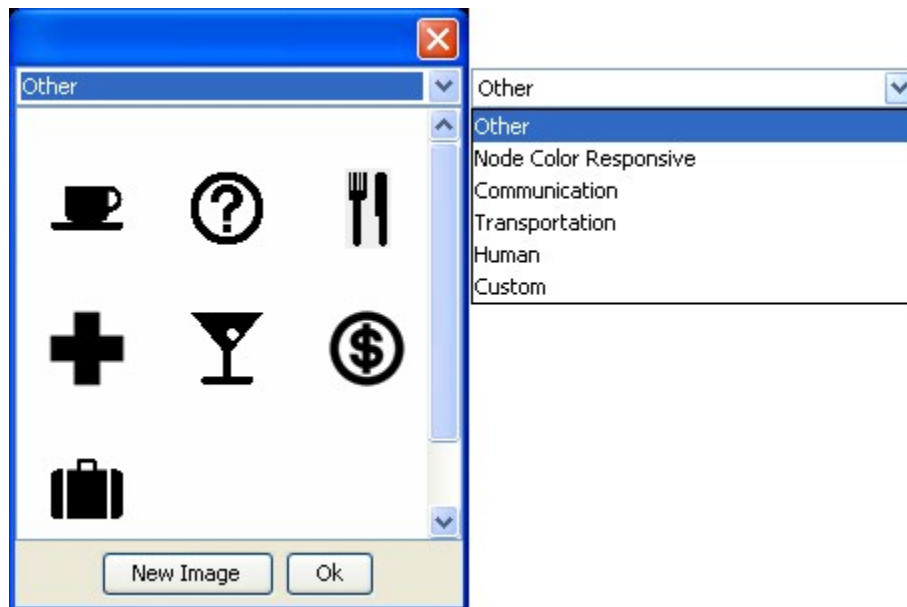 Other
New Image
Ok
Other
Other
Node Color Responsive
Communication
Transportation
Human
Custom